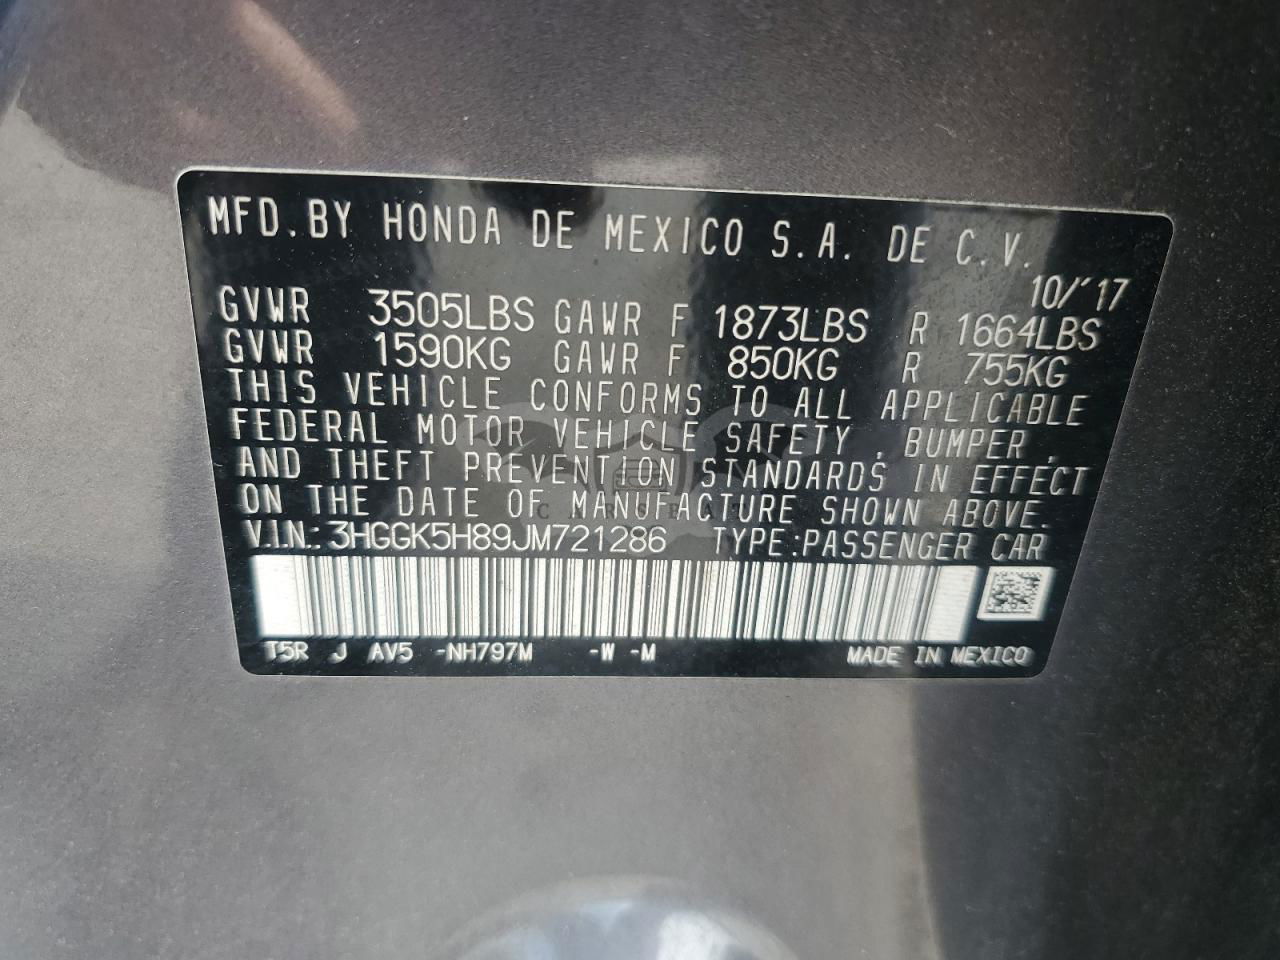 MFD.BY HONDA DE MEXICO S.A. DE C.V.
10/'17
GVWR 3505LBS GAWR F 1873LBS R 1664LBS
GVWR 1590KG GAWR F 850KG R 755KG
THIS VEHICLE CONFORMS TO ALL APPLICABLE
FEDERAL MOTOR VEHICLE SAFETY, BUMPER,
AND THEFT PREVENTION STANDARDS IN EFFECT
ON THE DATE OF MANUFACTURE SHOWN ABOVE.
V.I.N.: 3HGGK5H89JM721286 TYPE:PASSENGER CAR
T5R J AV5 -NH797M -W -M MADE IN MEXICO